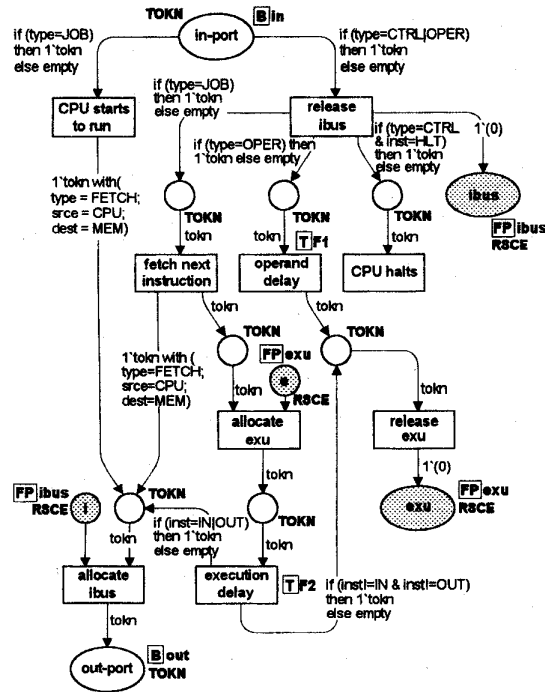 TOKN
B in
in-port
if (type=JOB)
then 1`tokn
else empty
if (type=CTRL|OPER)
then 1`tokn
else empty
CPU starts
to run
if (type=JOB)
then 1`tokn
else empty
release
ibus
if (type=OPER) then
1`tokn else empty
if (type=CTRL
& inst=HLT)
then 1`tokn
else empty
1`(0)
ibus
FP ibus
RSCE
1`tokn with(
type = FETCH;
srce = CPU;
dest = MEM)
TOKN
TOKN
TOKN
tokn
tokn
tokn
T F1
fetch next
instruction
operand
delay
CPU halts
tokn
tokn
TOKN
TOKN
1`tokn with (
type=FETCH;
srce=CPU;
dest=MEM)
FP exu
e
RSCE
tokn
tokn
allocate
exu
release
exu
tokn
1`(0)
exu
FP exu
RSCE
FP ibus
RSCE
i
TOKN
tokn
if (inst=IN|OUT)
then 1`tokn
else empty
TOKN
tokn
allocate
ibus
execution
delay
T F2
if (inst!=IN & inst!=OUT)
then 1`tokn
else empty
tokn
out-port
B out
TOKN